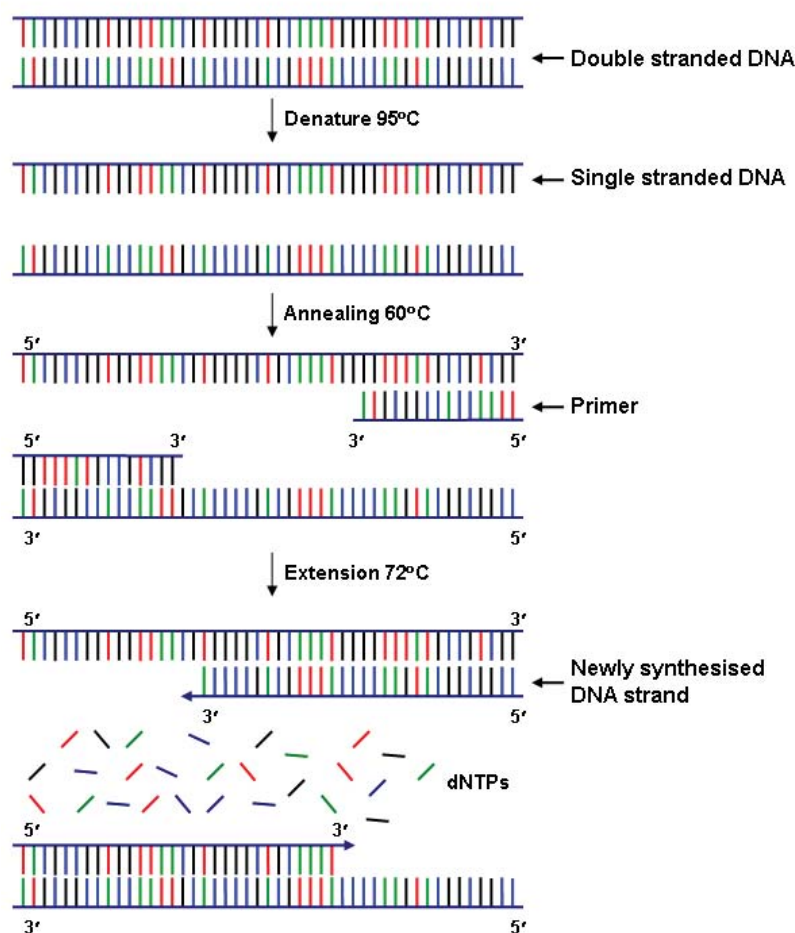 Double stranded DNA
Denature 95°C
Single stranded DNA
Annealing 60°C
5′ 3′
Primer
5′ 3′ 3′ 5′
3′ 5′
Extension 72°C
5′ 3′
Newly synthesised
DNA strand
3′ 5′
dNTPs
5′ 3′
3′ 5′